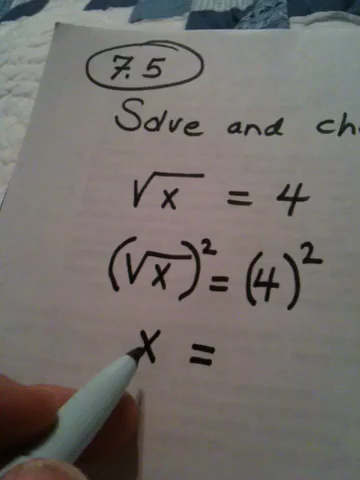 7.5
Solve and ch
√x = 4
(√x)² = (4)²
x =